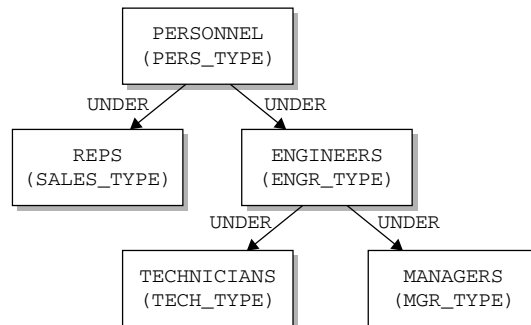 PERSONNEL
(PERS_TYPE)
UNDER
UNDER
REPS
(SALES_TYPE)
ENGINEERS
(ENGR_TYPE)
UNDER
UNDER
TECHNICIANS
(TECH_TYPE)
MANAGERS
(MGR_TYPE)